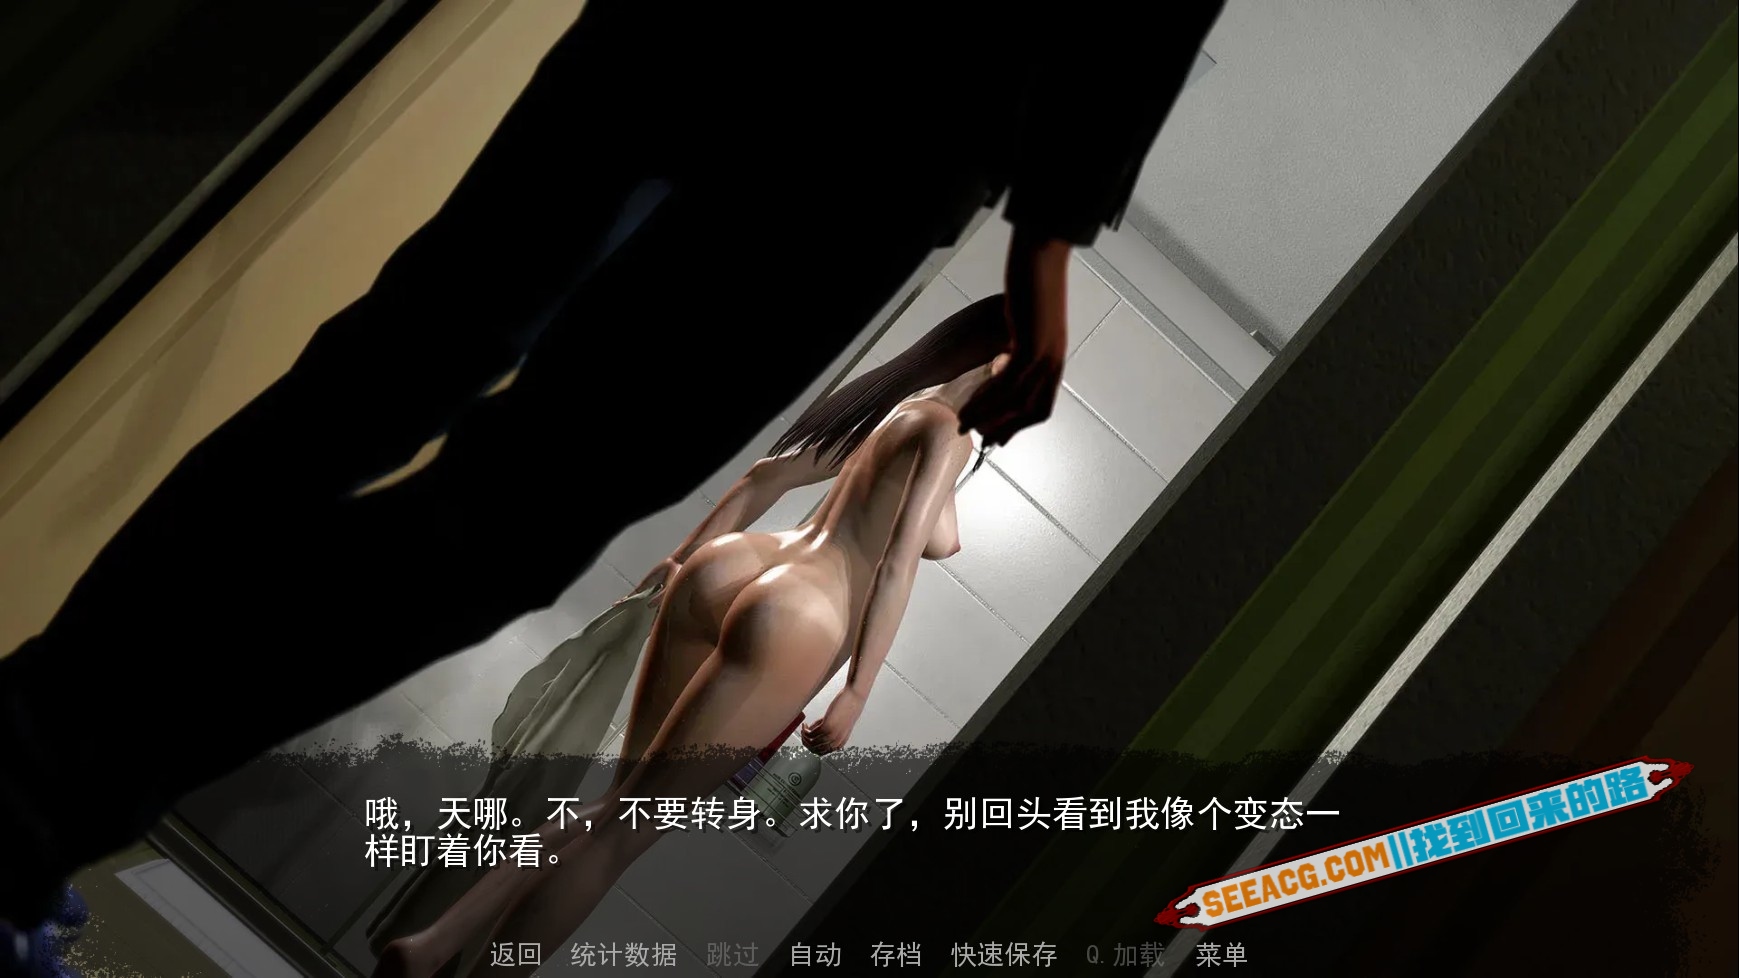 哦，天哪。不，不要转身。求你了，别回头看到我像个变态一
样盯着你看。
SEEACG.COM||找到回来的路
返回 统计数据 跳过 自动 存档 快速保存 Q.加载 菜单